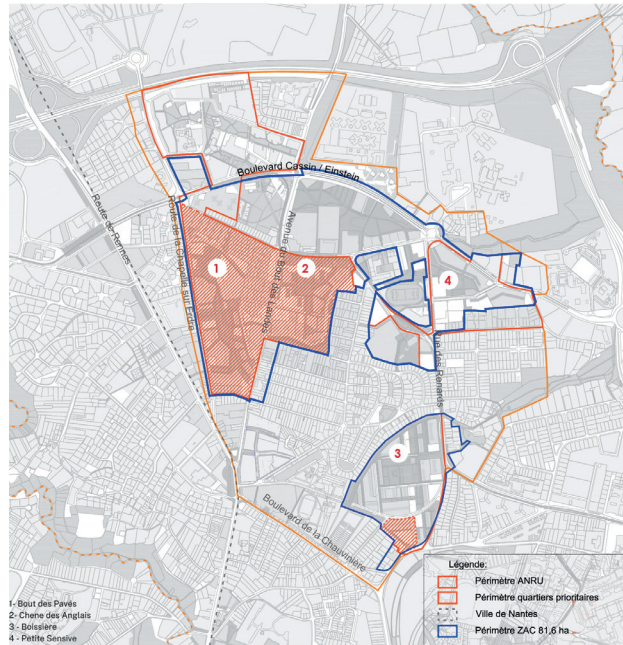 Boulevard Cassin / Einstein
Route de Rennes
Route de la Chapelle sur Erdre
Avenue du Bout des Landes
1
2
4
Rue des Renards
3
Boulevard de la Chauvinière
Légende:
Périmètre ANRU
Périmètre quartiers prioritaires
Ville de Nantes
Périmètre ZAC 81,6 ha
1- Bout des Pavés
2- Chene des Anglais
3 - Boissière
4 - Petite Sensive